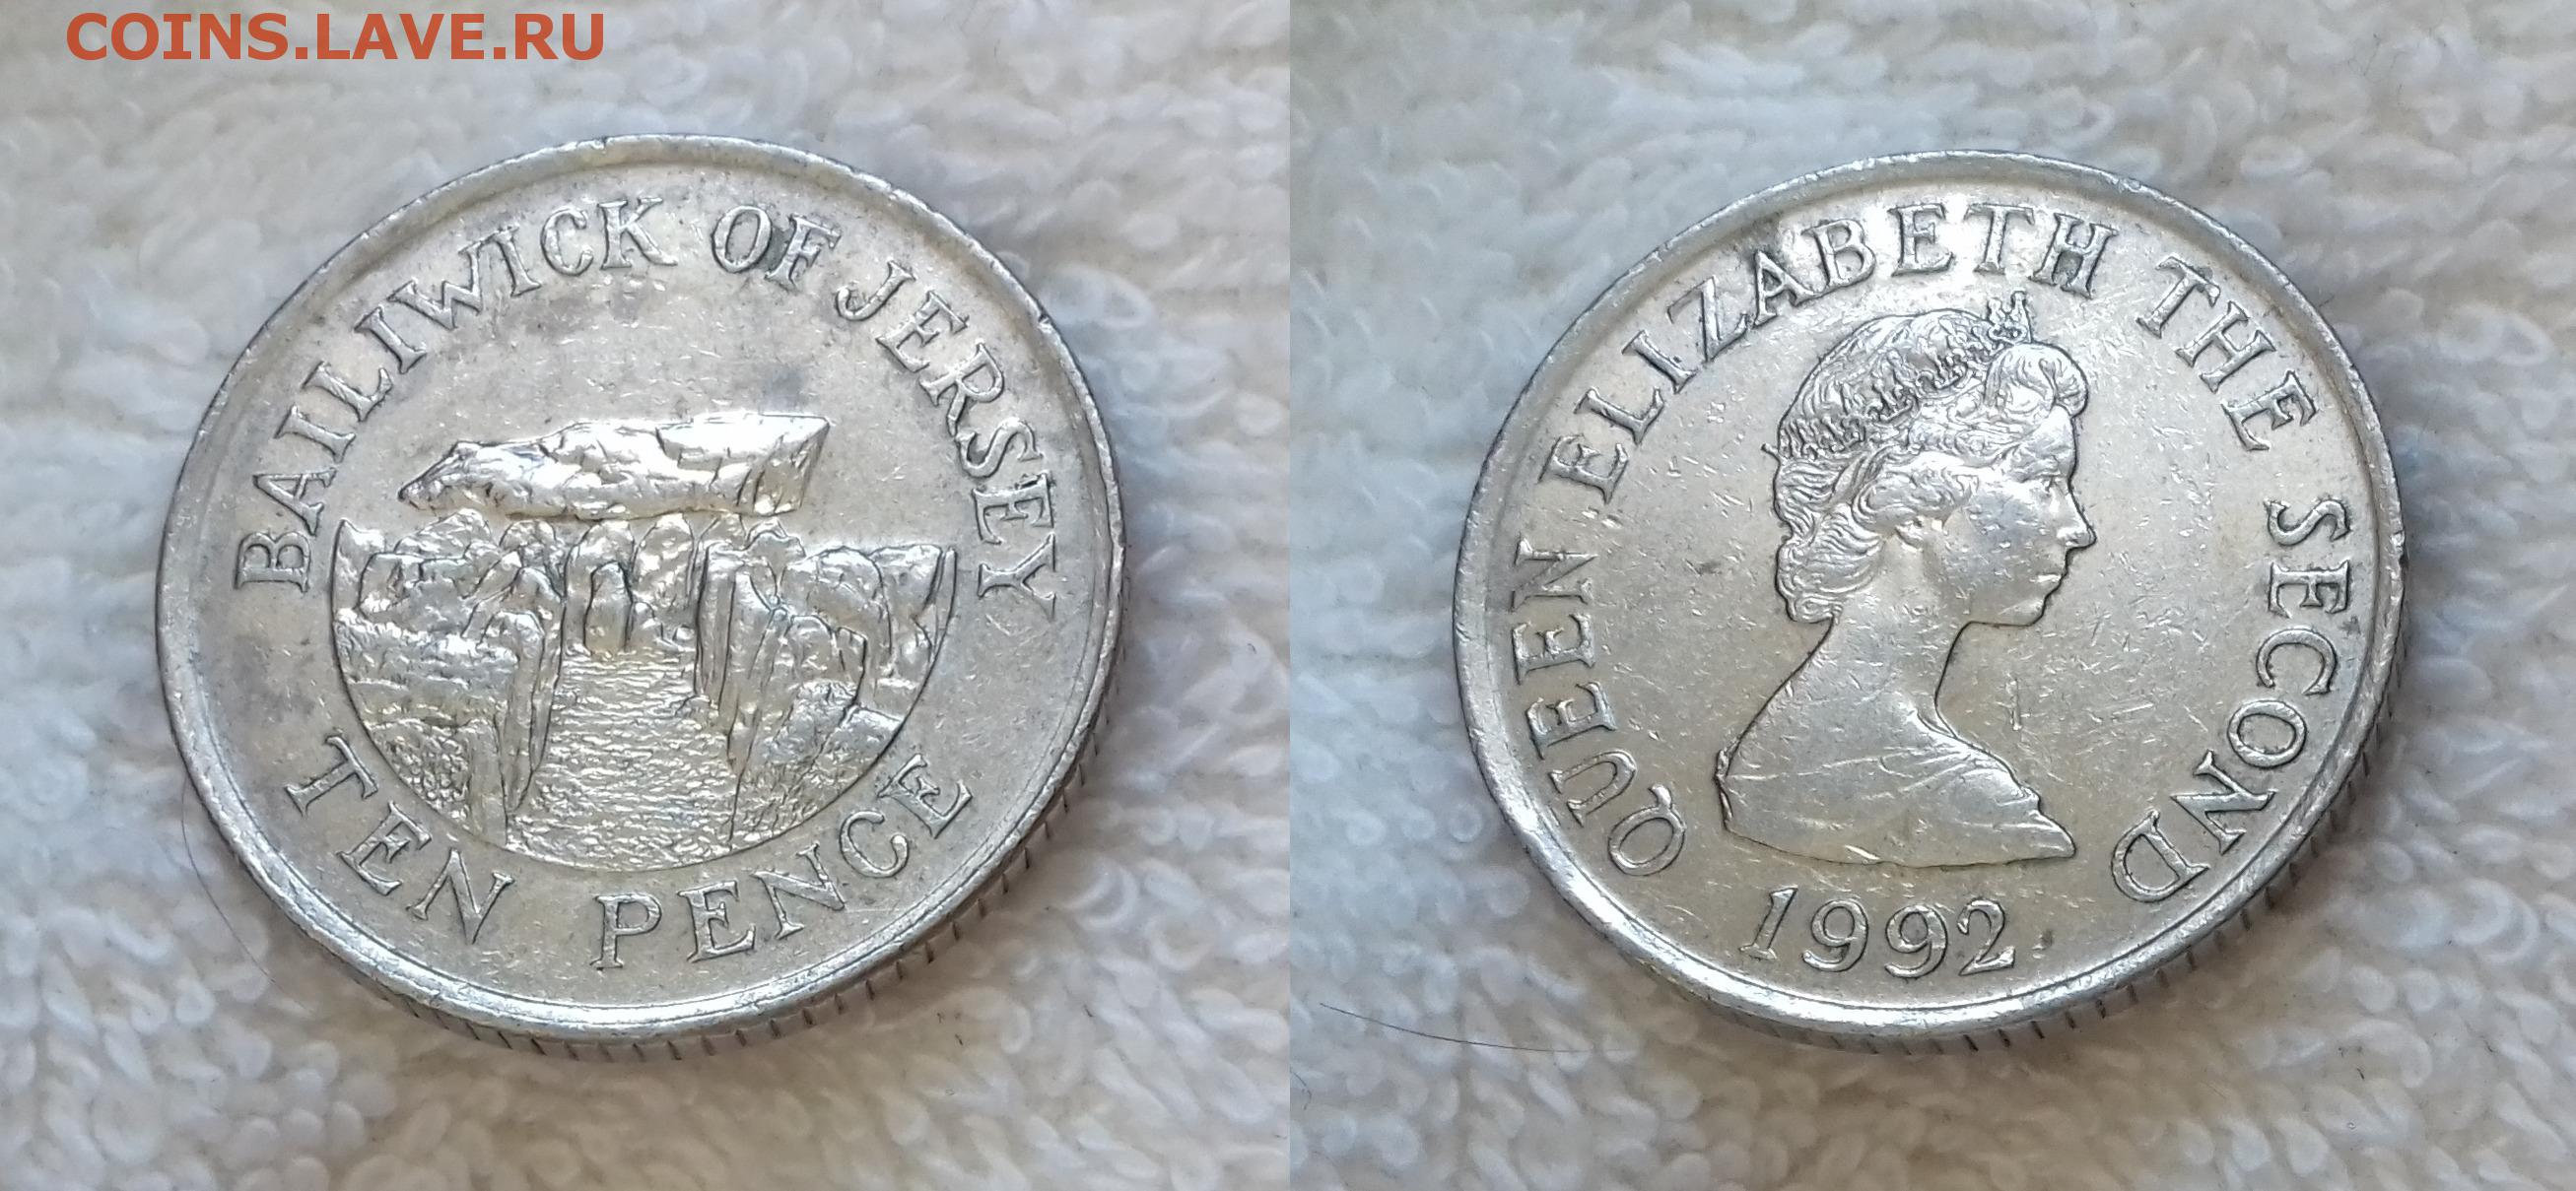 COINS.LAVE.RU
BAILIWICK OF JERSEY
TEN PENCE
QUEEN ELIZABETH THE SECOND
1992